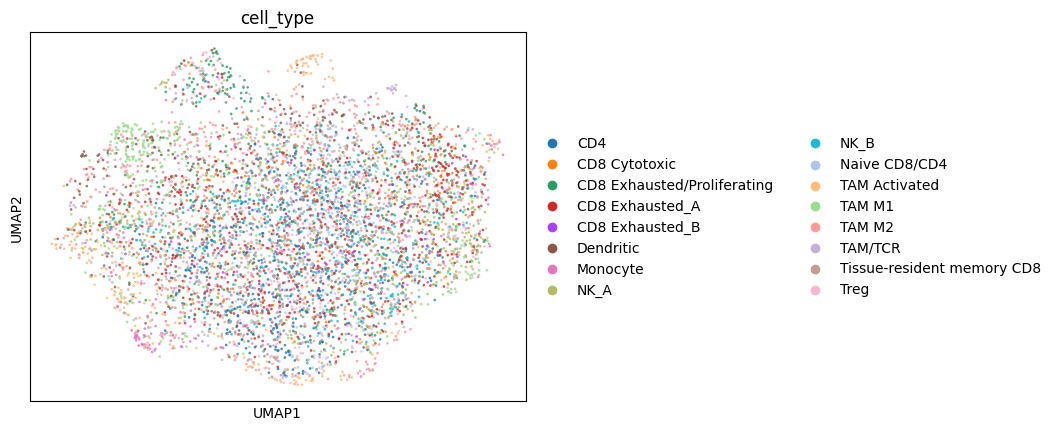 cell_type
UMAP2
UMAP1
CD4
CD8 Cytotoxic
CD8 Exhausted/Proliferating
CD8 Exhausted_A
CD8 Exhausted_B
Dendritic
Monocyte
NK_A
NK_B
Naive CD8/CD4
TAM Activated
TAM M1
TAM M2
TAM/TCR
Tissue-resident memory CD8
Treg